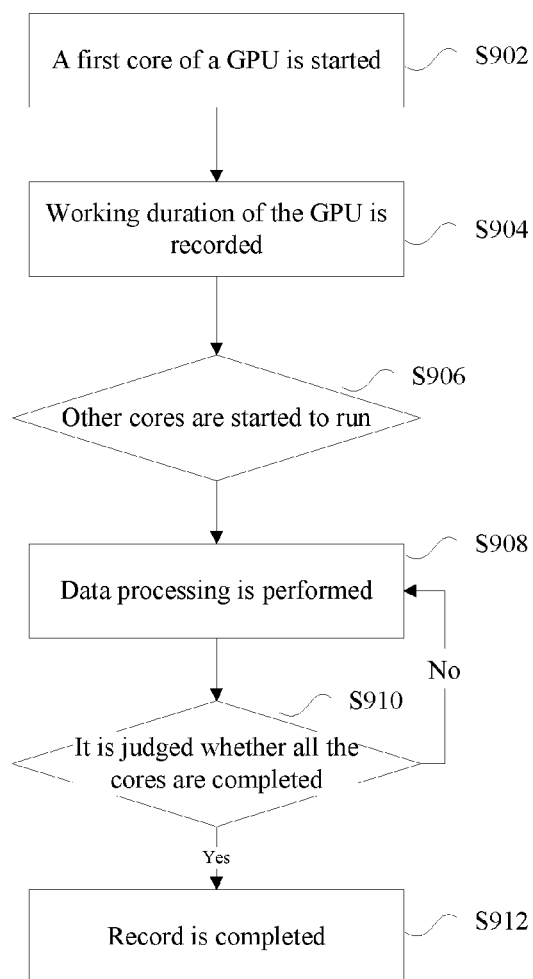 A first core of a GPU is started
S902
Working duration of the GPU is
recorded
S904
S906
Other cores are started to run
S908
Data processing is performed
No
S910
It is judged whether all the
cores are completed
Yes
S912
Record is completed